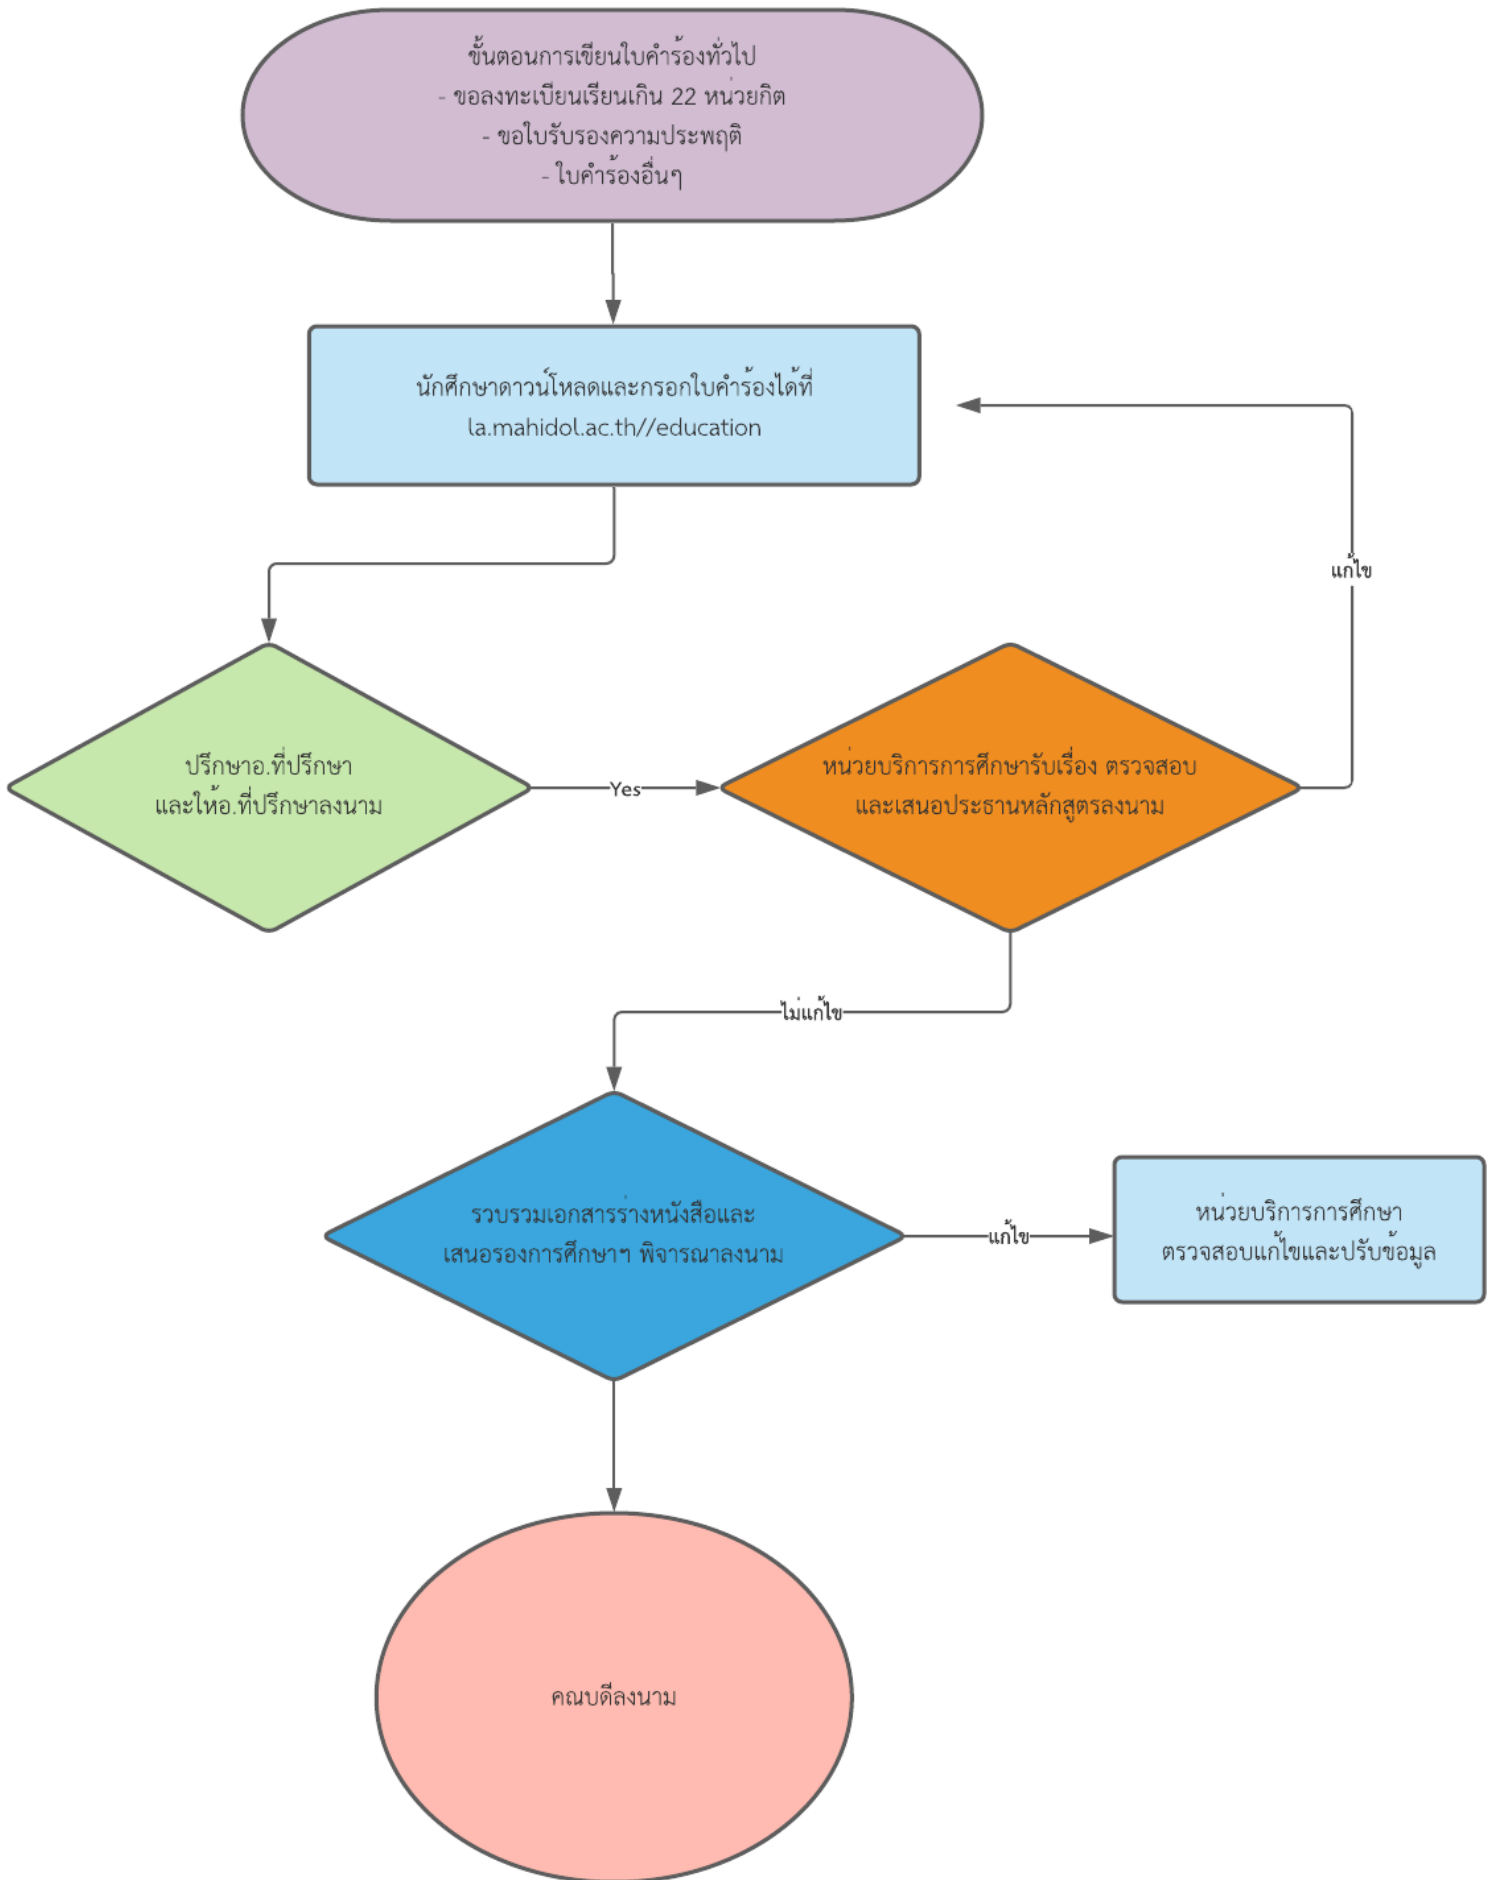 ขั้นตอนการเขียนใบคำร้องทั่วไป
- ขอลงทะเบียนเรียนเกิน 22 หน่วยกิต
- ขอใบรับรองความประพฤติ
- ใบคำร้องอื่นๆ
นักศึกษาดาวน์โหลดและกรอกใบคำร้องได้ที่
la.mahidol.ac.th//education
แก้ไข
ปรึกษาอ.ที่ปรึกษา
และให้อ.ที่ปรึกษาลงนาม
Yes
หน่วยบริการการศึกษารับเรื่อง ตรวจสอบ
และเสนอประธานหลักสูตรลงนาม
ไม่แก้ไข
รวบรวมเอกสารร่างหนังสือและ
เสนอรองการศึกษาฯ พิจารณาลงนาม
แก้ไข
หน่วยบริการการศึกษา
ตรวจสอบแก้ไขและปรับข้อมูล
คณบดีลงนาม